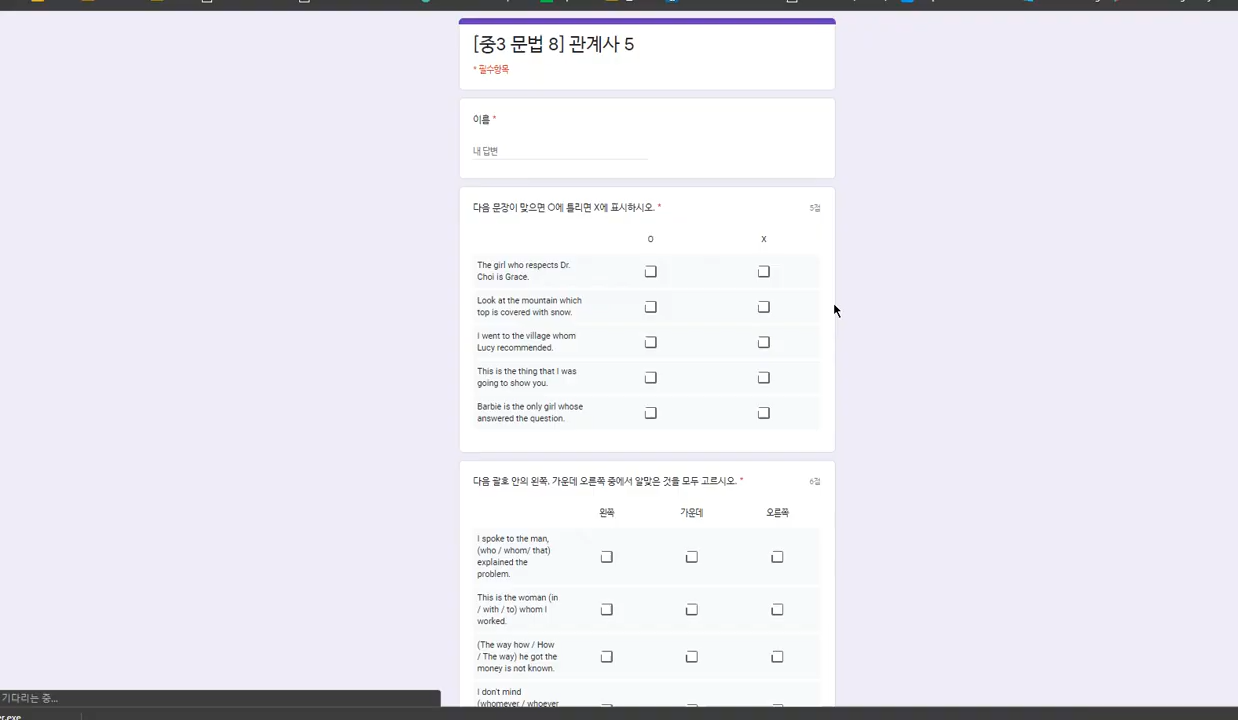 [중3 문법 8] 관계사 5
* 필수항목
이름 *
내 답변
다음 문장이 맞으면 O에 틀리면 X에 표시하시오. *
5점
O X
The girl who respects Dr.
Choi is Grace.
Look at the mountain which
top is covered with snow.
I went to the village whom
Lucy recommended.
This is the thing that I was
going to show you.
Barbie is the only girl whose
answered the question.
다음 괄호 안의 왼쪽, 가운데 오른쪽 중에서 알맞은 것을 모두 고르시오. *
6점
왼쪽 가운데 오른쪽
I spoke to the man,
(who / whom/ that)
explained the
problem.
This is the woman (in
/ with / to) whom I
worked.
(The way how / How
/ The way) he got the
money is not known.
I don't mind
(whomever / whoever
기다리는 중...
er.exe